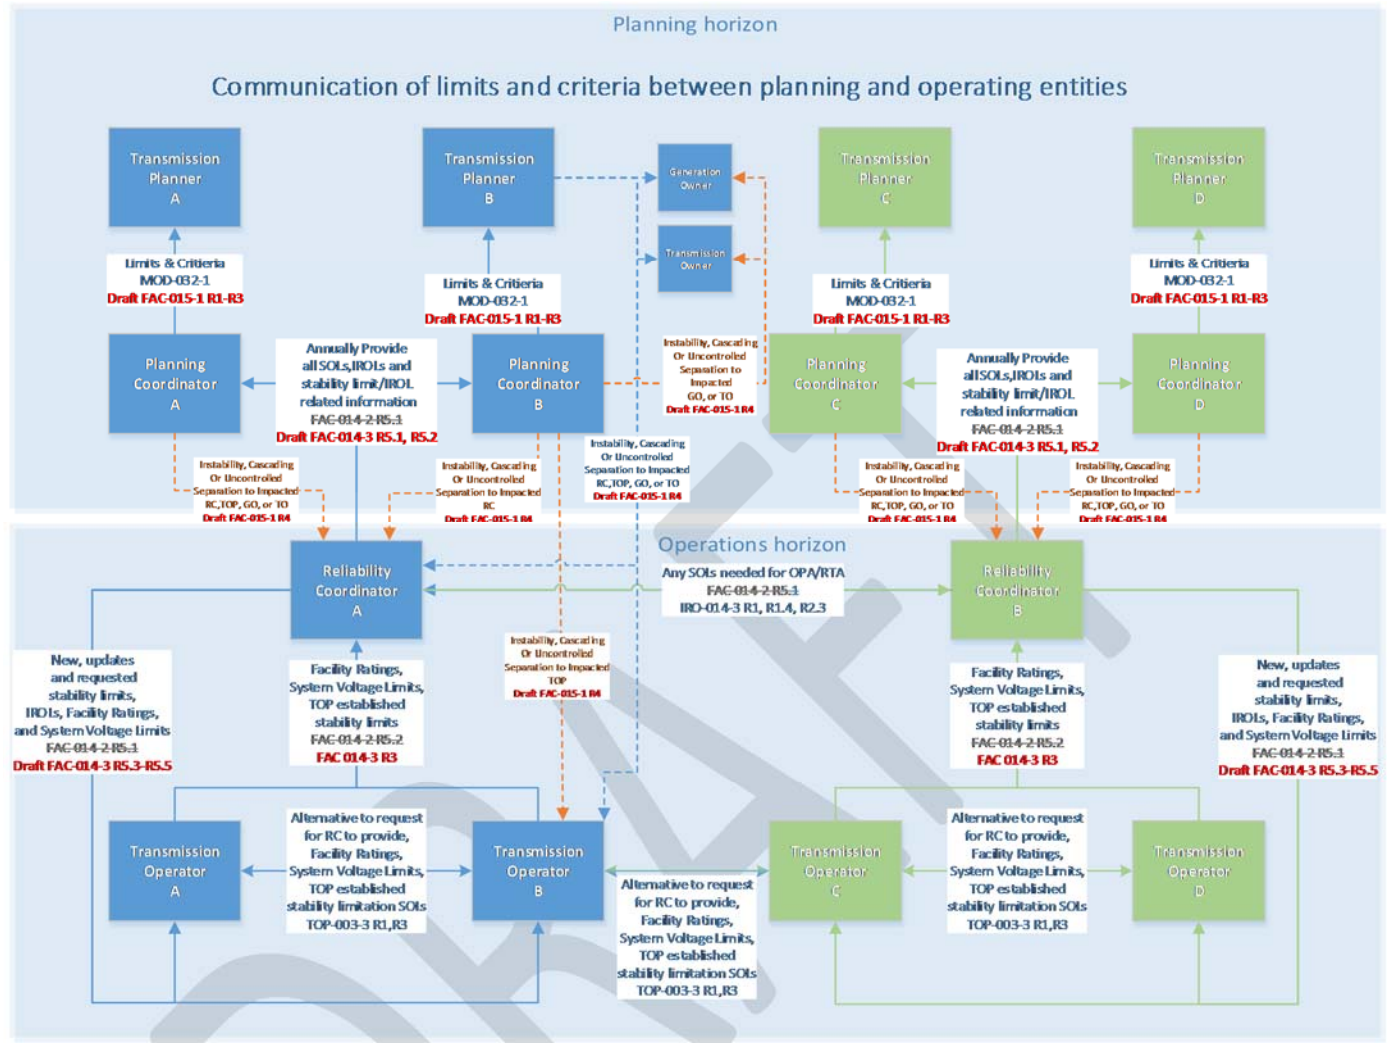 Planning horizon
Communication of limits and criteria between planning and operating entities
Transmission
Planner
A
Transmission
Planner
B
Generation
Owner
Transmission
Owner
Transmission
Planner
C
Transmission
Planner
D
Limits & Critieria
MOD-032-1
Draft FAC-015-1 R1-R3
Limits & Critieria
MOD-032-1
Draft FAC-015-1 R1-R3
Limits & Critieria
MOD-032-1
Draft FAC-015-1 R1-R3
Limits & Critieria
MOD-032-1
Draft FAC-015-1 R1-R3
Planning
Coordinator
A
Annually Provide
all SOLs,IROLs and
stability limit/IROL
related information
FAC-014-2 R5.1
Draft FAC-014-3 R5.1, R5.2
Planning
Coordinator
B
Instability, Cascading
Or Uncontrolled
Separation to
Impacted
GO, or TO
Draft FAC-015-1 R4
Planning
Coordinator
C
Annually Provide
all SOLs,IROLs and
stability limit/IROL
related information
FAC-014-2 R5.1
Draft FAC-014-3 R5.1, R5.2
Planning
Coordinator
D
Instability, Cascading
Or Uncontrolled
Separation to Impacted
RC,TOP, GO, or TO
Draft FAC-015-1 R4
Instability, Cascading
Or Uncontrolled
Separation to Impacted
RC
Draft FAC-015-1 R4
Instability, Cascading
Or Uncontrolled
Separation to Impacted
RC,TOP, GO, or TO
Draft FAC-015-1 R4
Instability, Cascading
Or Uncontrolled
Separation to Impacted
RC,TOP, GO, or TO
Draft FAC-015-1 R4
Instability, Cascading
Or Uncontrolled
Separation to Impacted
RC,TOP, GO, or TO
Draft FAC-015-1 R4
Operations horizon
Reliability
Coordinator
A
Any SOLs needed for OPA/RTA
FAC-014-2 R5.1
IRO-014-3 R1, R1.4, R2.3
Reliability
Coordinator
B
New, updates
and requested
stability limits,
IROLs, Facility Ratings,
and System Voltage Limits
FAC-014-2 R5.1
Draft FAC-014-3 R5.3-R5.5
Facility Ratings,
System Voltage Limits,
TOP established
stability limits
FAC-014-2 R5.2
FAC 014-3 R3
Instability, Cascading
Or Uncontrolled
Separation to Impacted
TOP
Draft FAC-015-1 R4
Facility Ratings,
System Voltage Limits,
TOP established
stability limits
FAC-014-2 R5.2
FAC 014-3 R3
New, updates
and requested
stability limits,
IROLs, Facility Ratings,
and System Voltage Limits
FAC-014-2 R5.1
Draft FAC-014-3 R5.3-R5.5
Transmission
Operator
A
Alternative to request
for RC to provide,
Facility Ratings,
System Voltage Limits,
TOP established
stability limitation SOLs
TOP-003-3 R1,R3
Transmission
Operator
B
Alternative to request
for RC to provide,
Facility Ratings,
System Voltage Limits,
TOP established
stability limitation SOLs
TOP-003-3 R1,R3
Transmission
Operator
C
Alternative to request
for RC to provide,
Facility Ratings,
System Voltage Limits,
TOP established
stability limitation SOLs
TOP-003-3 R1,R3
Transmission
Operator
D
DRAFT